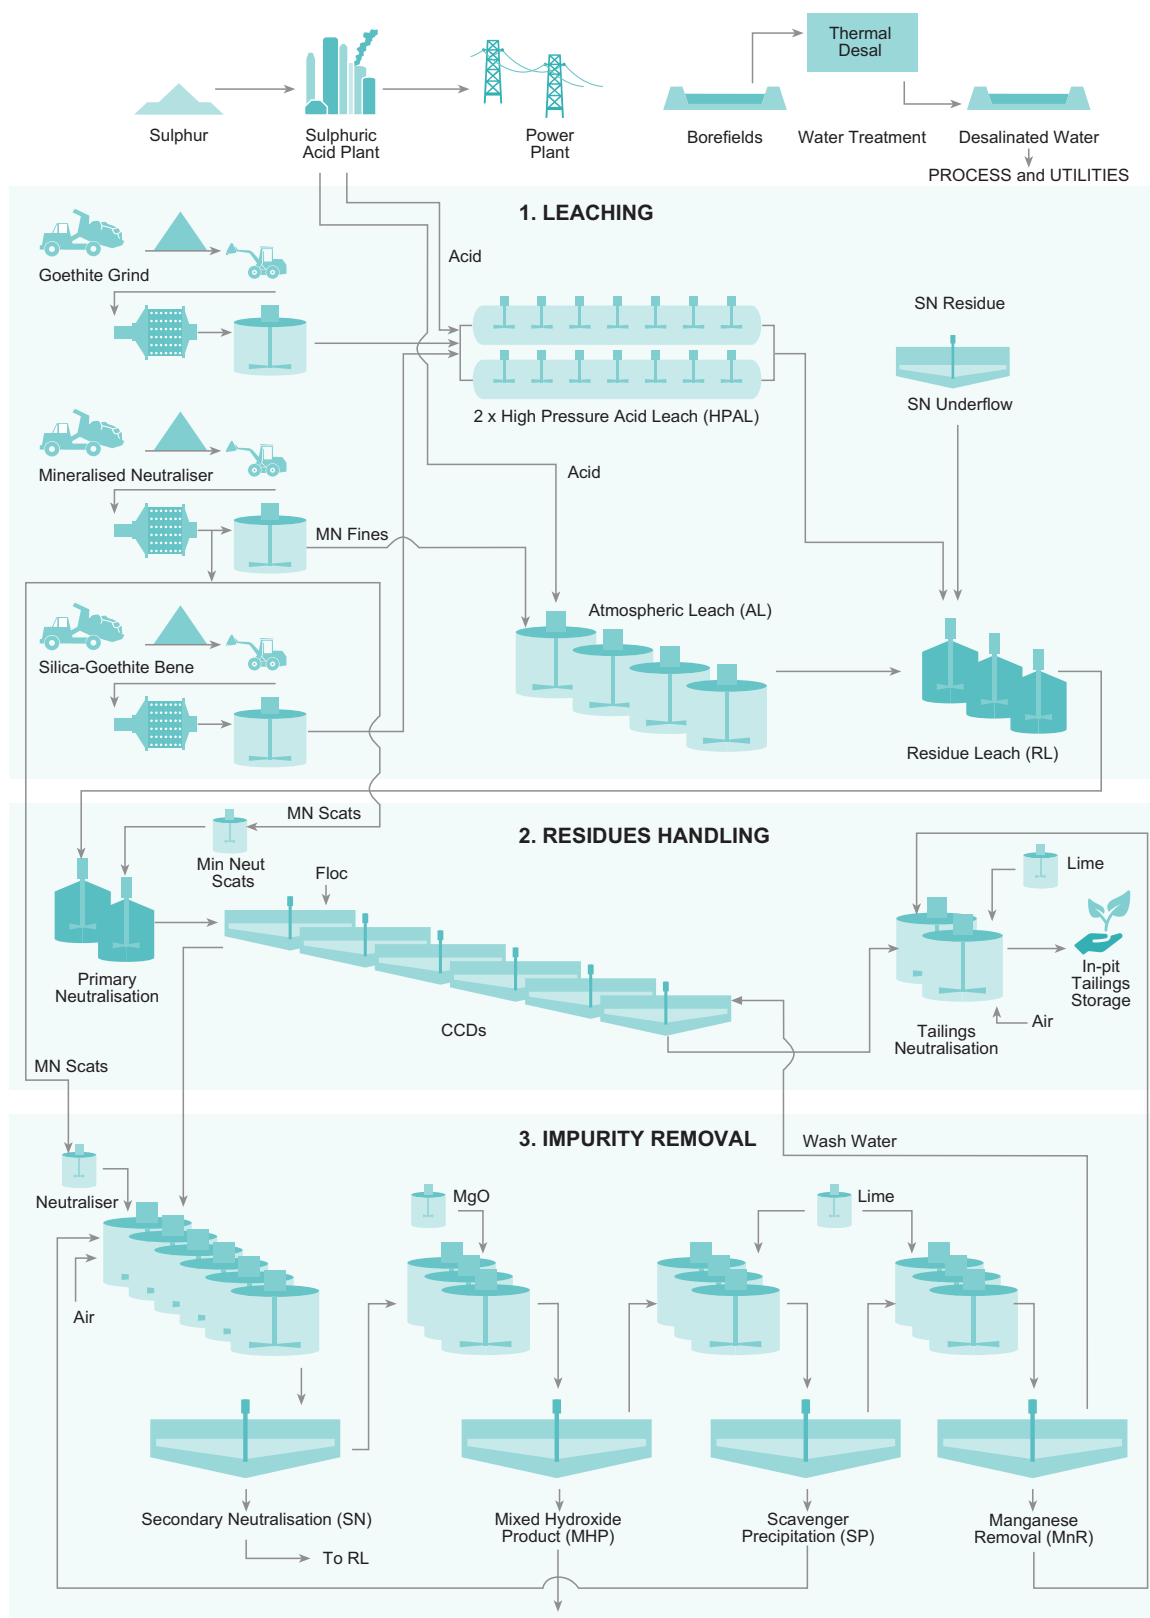 Thermal
Desal
Sulphur
Sulphuric
Acid Plant
Power
Plant
Borefields
Water Treatment
Desalinated Water
PROCESS and UTILITIES
1. LEACHING
Acid
Goethite Grind
SN Residue
2 x High Pressure Acid Leach (HPAL)
SN Underflow
Mineralised Neutraliser
Acid
MN Fines
Atmospheric Leach (AL)
Silica-Goethite Bene
Residue Leach (RL)
MN Scats
2. RESIDUES HANDLING
Min Neut
Scats
Floc
Lime
Primary
Neutralisation
CCDs
In-pit
Tailings
Storage
Air
Tailings
Neutralisation
MN Scats
3. IMPURITY REMOVAL
Wash Water
Neutraliser
MgO
Lime
Air
Secondary Neutralisation (SN)
Mixed Hydroxide
Product (MHP)
Scavenger
Precipitation (SP)
Manganese
Removal (MnR)
To RL